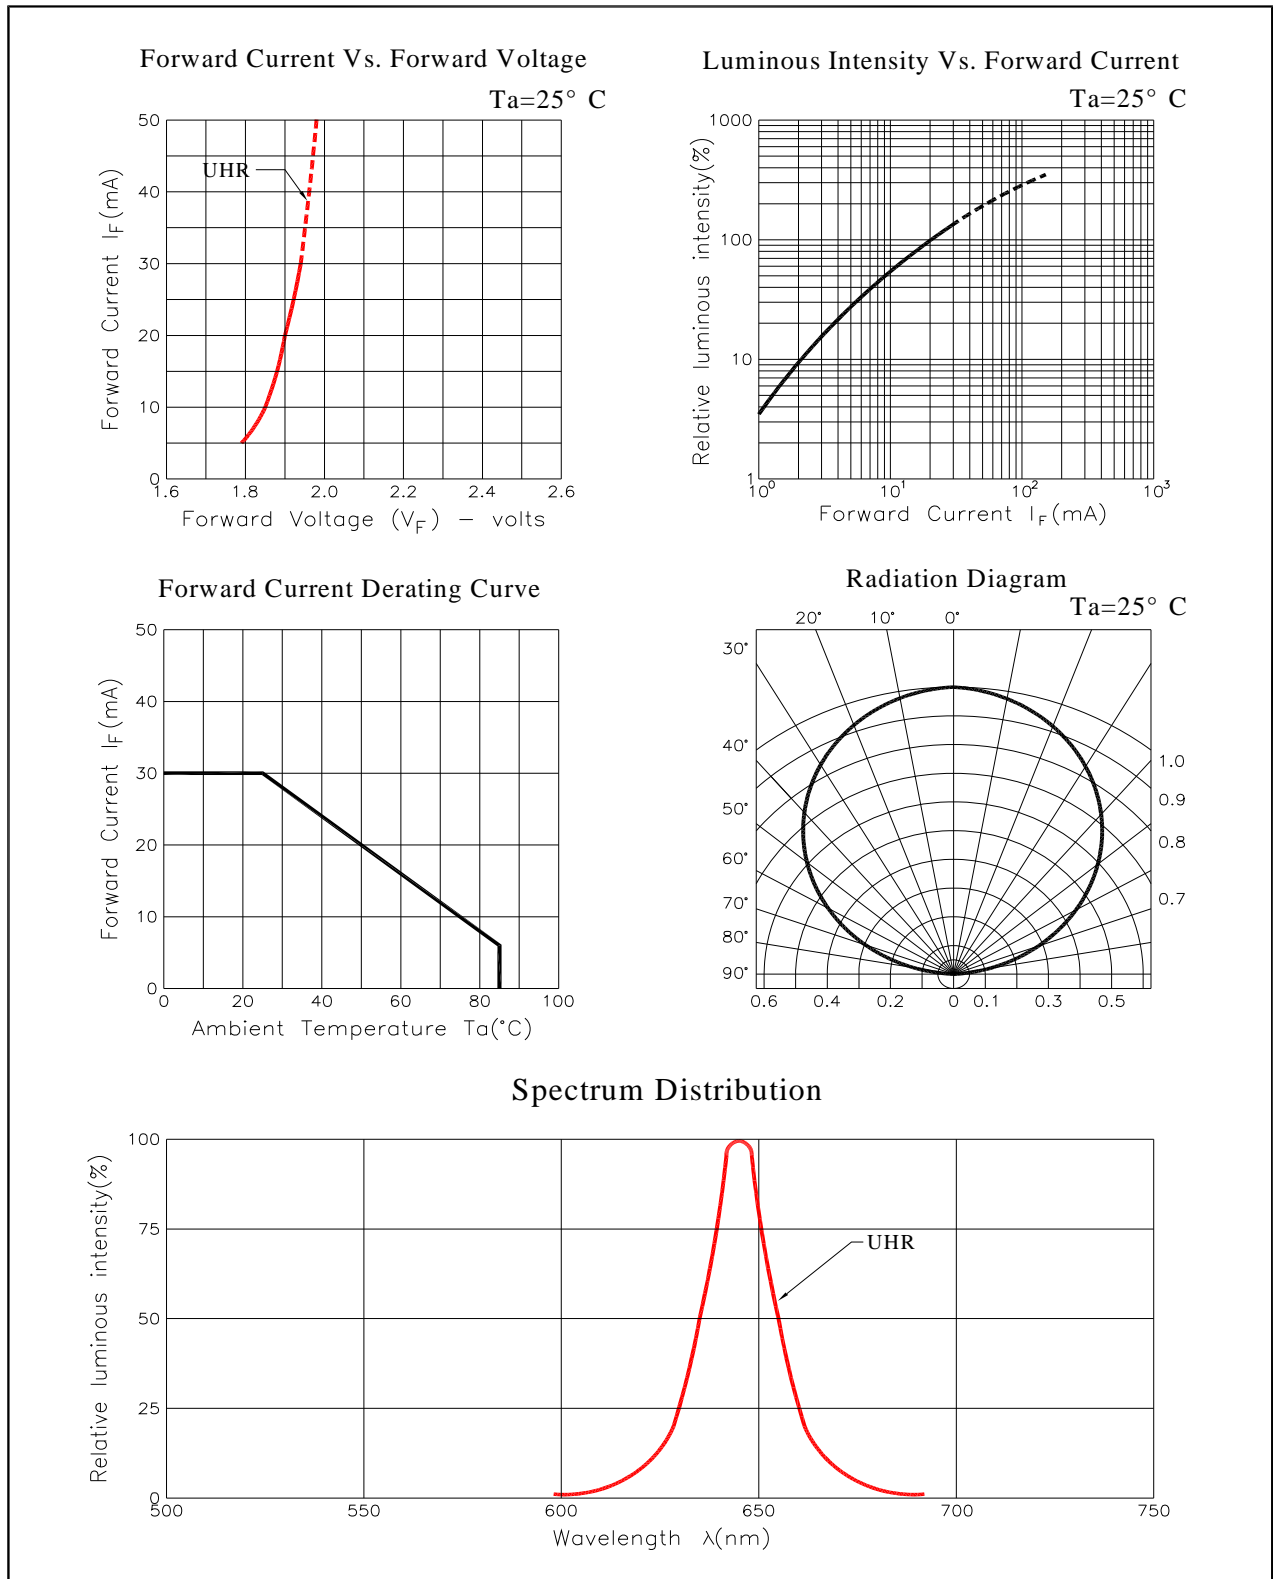 Forward Current Vs. Forward Voltage
Ta=25° C
50
40
30
20
10
0
UHR
Forward Current I_F(mA)
1.6 1.8 2.0 2.2 2.4 2.6
Forward Voltage (V_F) – volts
Luminous Intensity Vs. Forward Current
Ta=25° C
1000
100
10
1
Relative luminous intensity(%)
10⁰ 10¹ 10² 10³
Forward Current I_F(mA)
Forward Current Derating Curve
50
40
30
20
10
0
Forward Current I_F(mA)
0 20 40 60 80 100
Ambient Temperature Ta(°C)
Radiation Diagram
Ta=25° C
20° 10° 0°
30°
40°
50°
60°
70°
80°
90°
1.0
0.9
0.8
0.7
0.6 0.4 0.2 0 0.1 0.3 0.5
Spectrum Distribution
100
75
50
25
0
UHR
Relative luminous intensity(%)
500 550 600 650 700 750
Wavelength λ(nm)